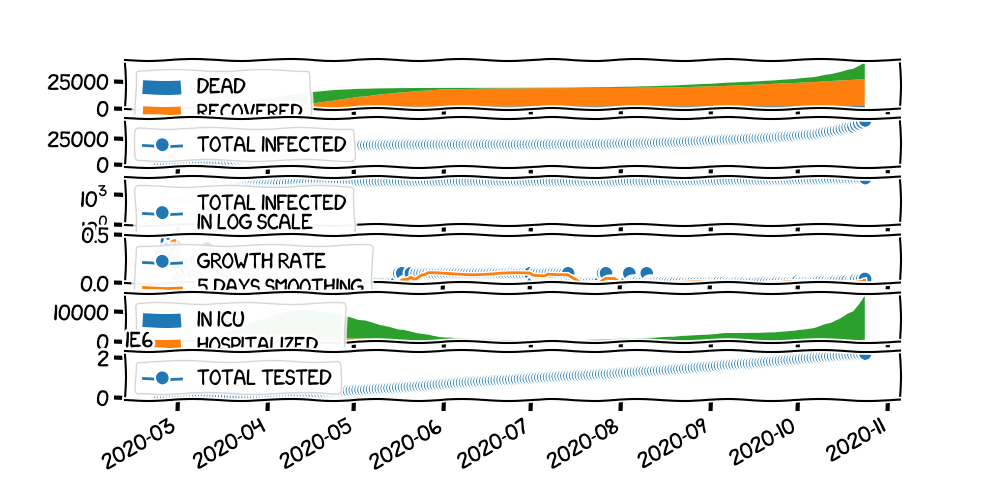 25000
0
DEAD
RECOVERED
25000
0
TOTAL INFECTED
10³
10⁰
TOTAL INFECTED
IN LOG SCALE
0.5
0.0
GROWTH RATE
5 DAYS SMOOTHING
10000
0
IN ICU
HOSPITALIZED
1E6
2
0
TOTAL TESTED
2020-03 2020-04 2020-05 2020-06 2020-07 2020-08 2020-09 2020-10 2020-11